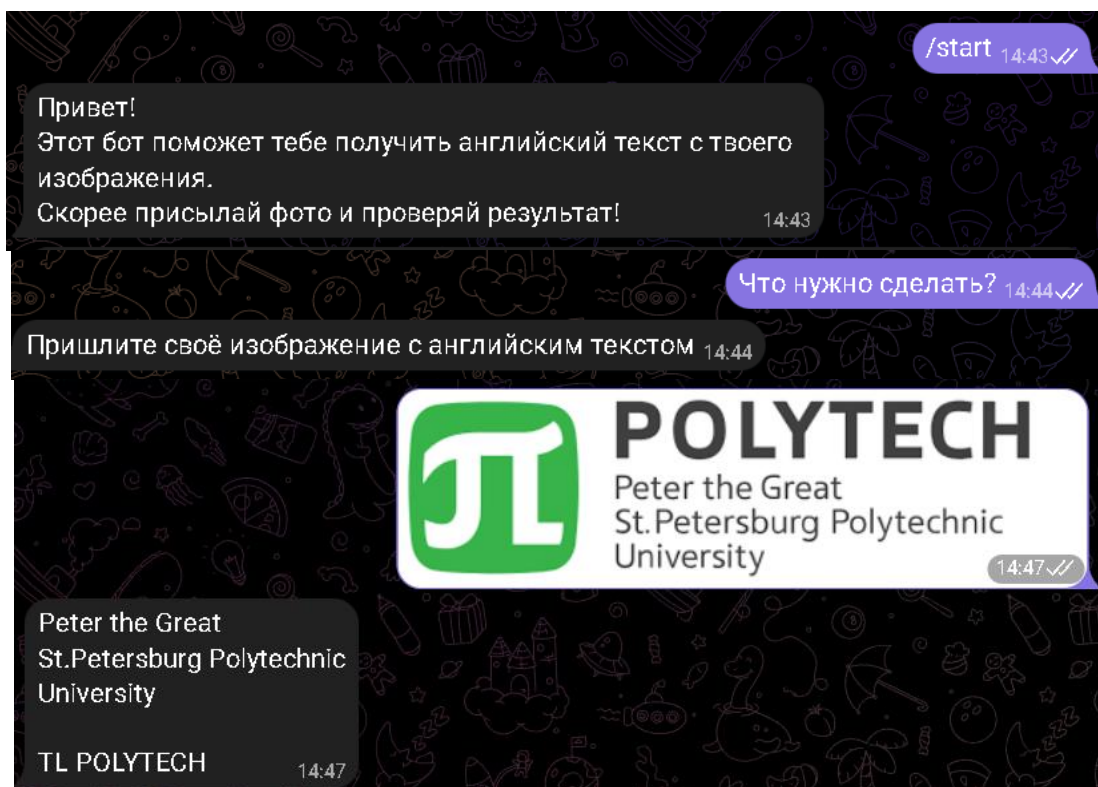 /start 14:43
Привет!
Этот бот поможет тебе получить английский текст с твоего
изображения.
Скорее присылай фото и проверяй результат!
14:43
Что нужно сделать? 14:44
Пришлите своё изображение с английским текстом 14:44
POLYTECH
Peter the Great
St.Petersburg Polytechnic
University
14:47
Peter the Great
St.Petersburg Polytechnic
University
TL POLYTECH
14:47